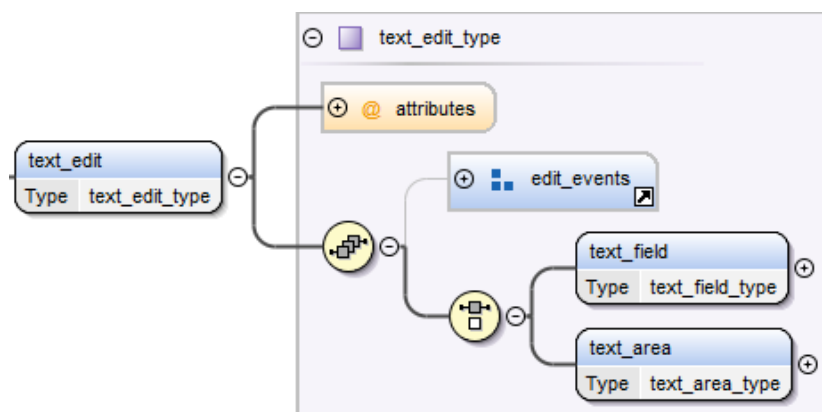 text_edit_type
@ attributes
text_edit
Type text_edit_type
edit_events
text_field
Type text_field_type
text_area
Type text_area_type